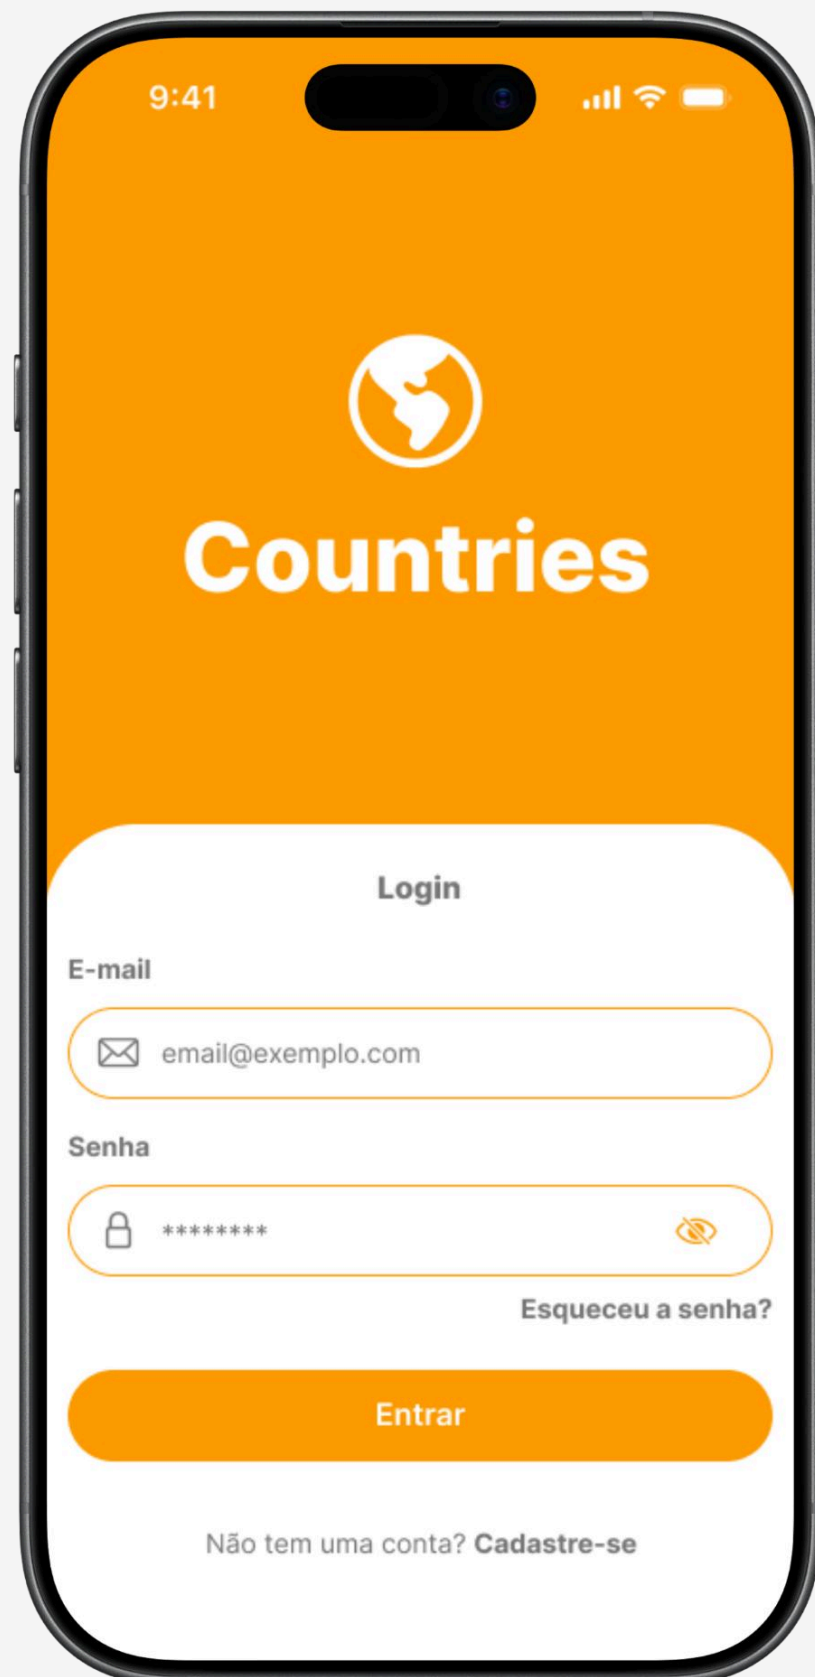 9:41
Countries
Login
E-mail
email@exemplo.com
Senha
********
Esqueceu a senha?
Entrar
Não tem uma conta? Cadastre-se